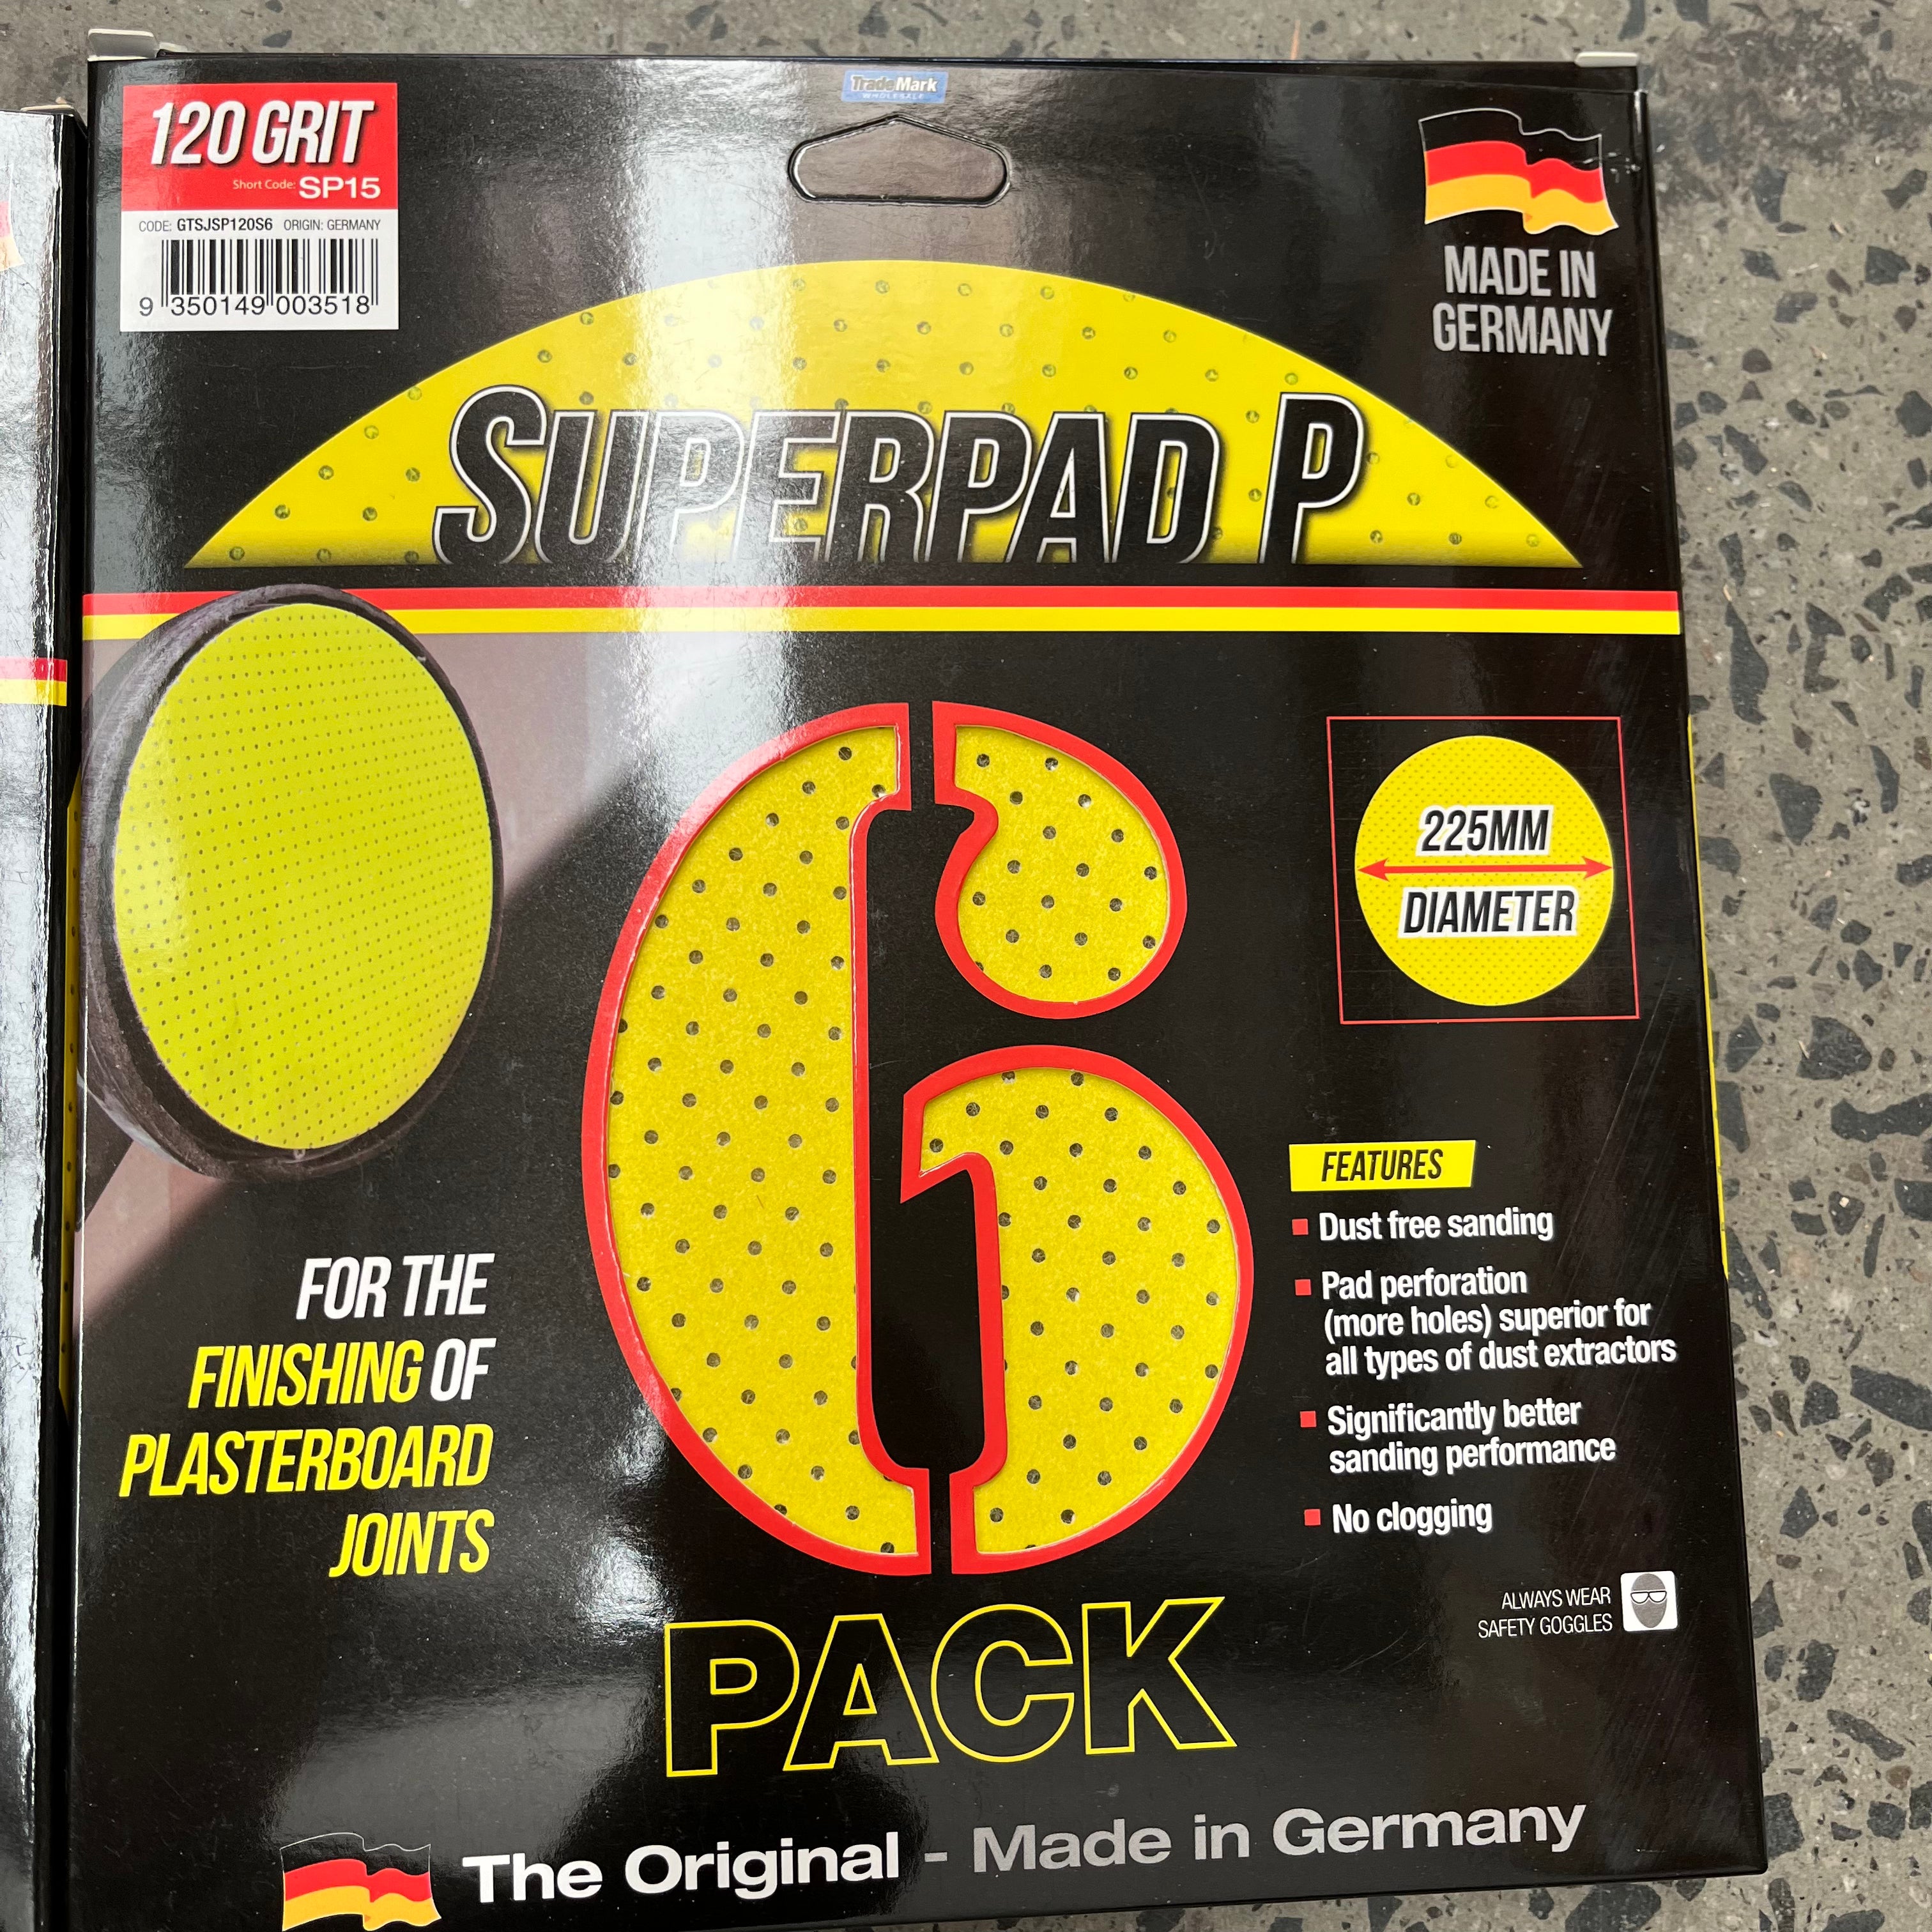 TradeMark
WHOLESALE
120 GRIT
Short Code: SP15
CODE: GTSJSP120S6 ORIGIN: GERMANY
9 350149 003518
MADE IN
GERMANY
SUPERPAD P
6
225MM
DIAMETER
FOR THE
FINISHING OF
PLASTERBOARD
JOINTS
FEATURES
Dust free sanding
Pad perforation
(more holes) superior for
all types of dust extractors
Significantly better
sanding performance
No clogging
ALWAYS WEAR
SAFETY GOGGLES
PACK
The Original - Made in Germany